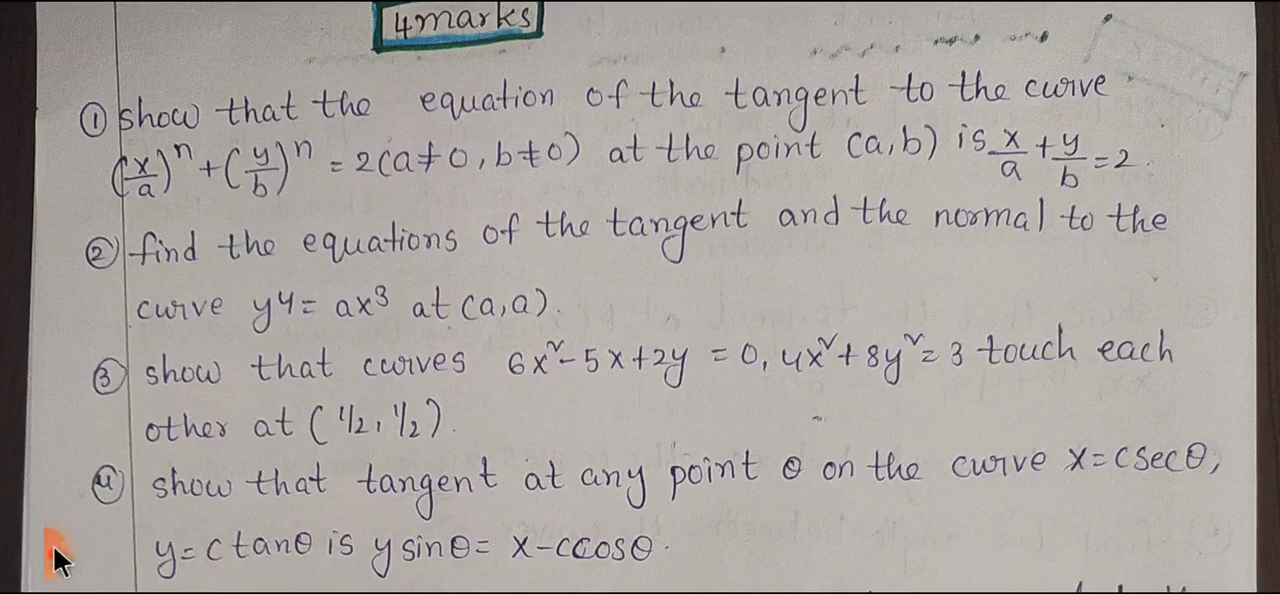 4marks
① show that the equation of the tangent to the curve
(x/a)ⁿ + (y/b)ⁿ = 2(a≠0, b≠0) at the point (a,b) is x/a + y/b = 2.
② find the equations of the tangent and the normal to the
curve y⁴ = ax³ at (a,a).
③ show that curves 6x² - 5x + 2y = 0, 4x² + 8y² = 3 touch each
other at (1/2, 1/2).
④ show that tangent at any point θ on the curve x = c secθ,
y = c tanθ is y sinθ = x - c cosθ.